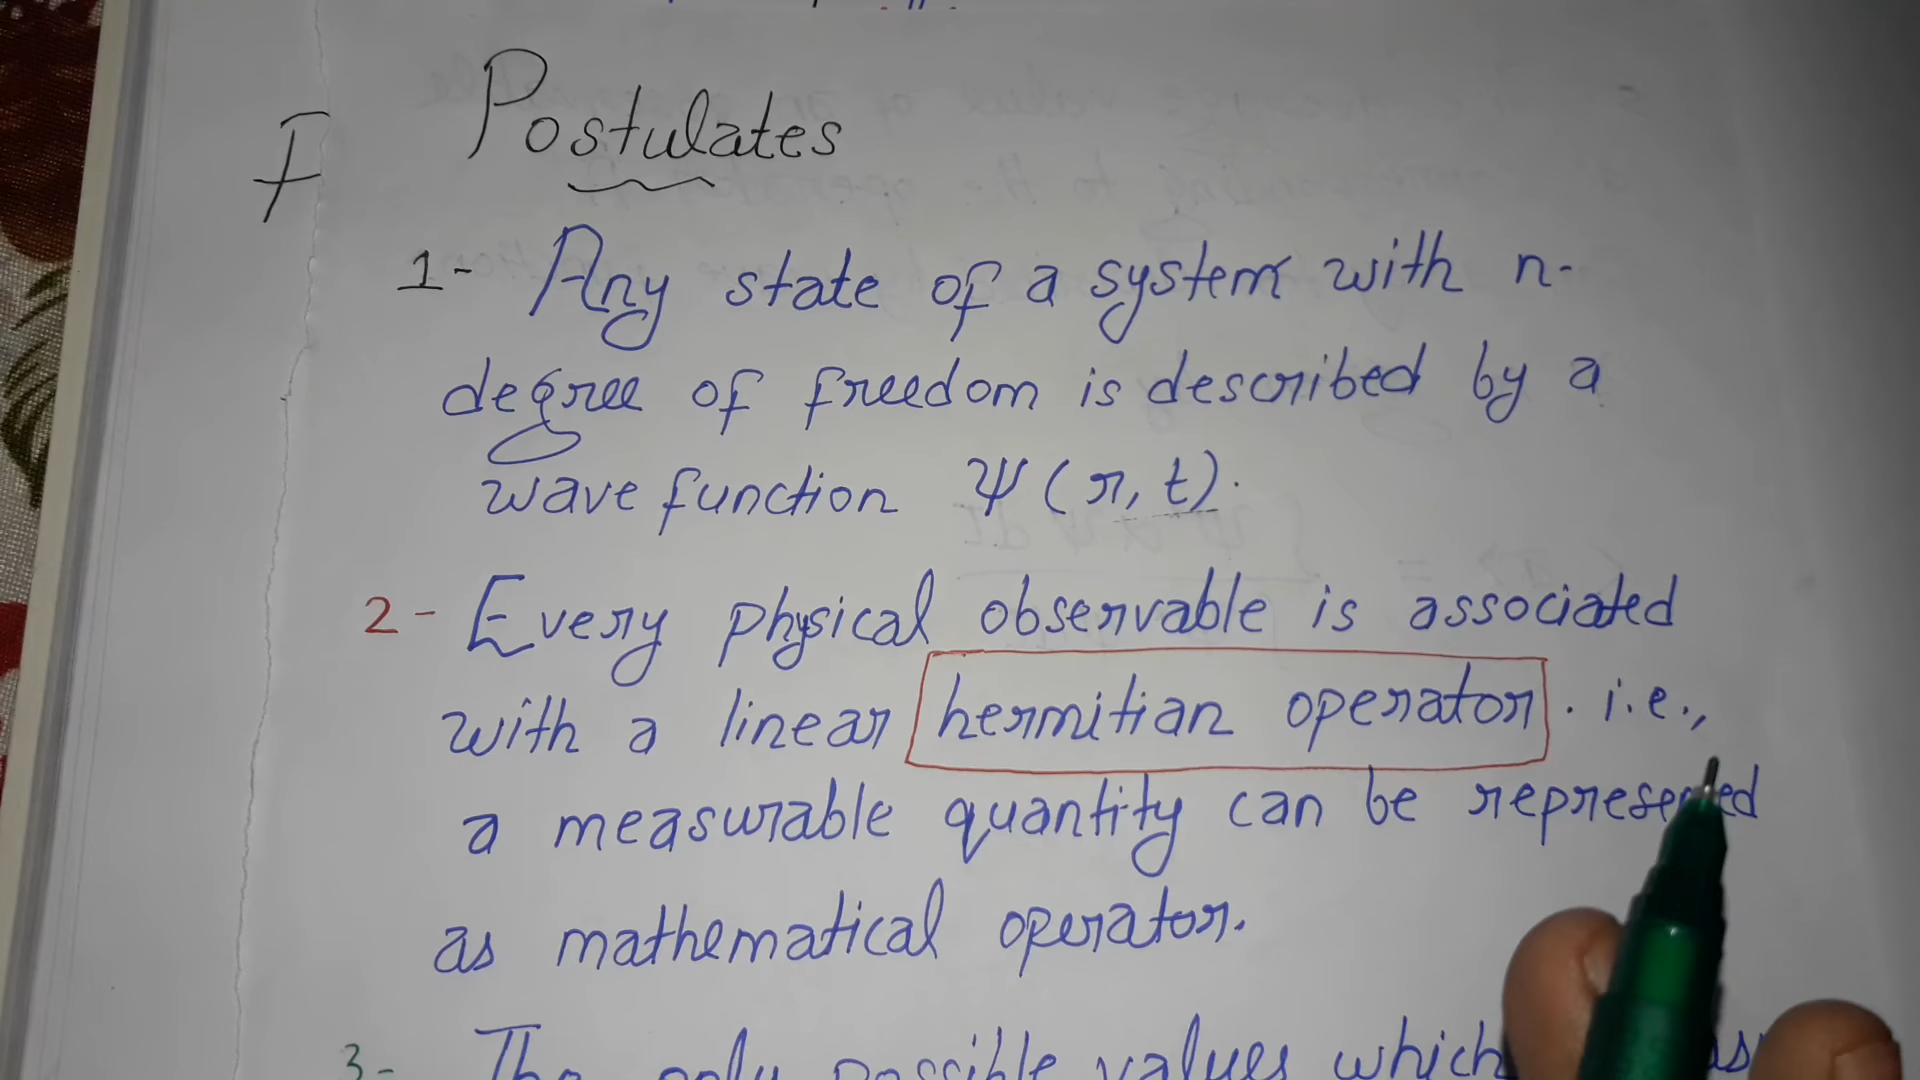 Postulates
F
1- Any state of a system with n-
degree of freedom is described by a
wave function Ψ(r, t).
2- Every physical observable is associated
with a linear hermitian operator. i.e.,
a measurable quantity can be represented
as mathematical operator.
3- The only possible values which